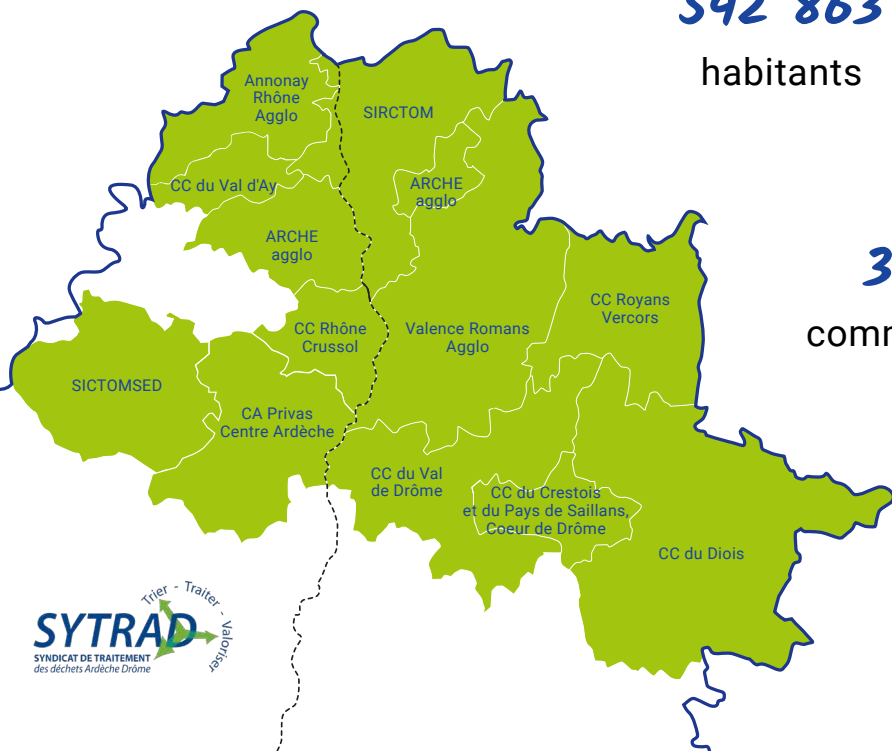 habitants
Annonay
Rhône
Agglo
SIRCTOM
CC du Val d'Ay
ARCHE
agglo
ARCHE
agglo
3
comm
CC Rhône
Crussol
Valence Romans
Agglo
CC Royans
Vercors
SICTOMSED
CA Privas
Centre Ardèche
CC du Val
de Drôme
CC du Crestois
et du Pays de Saillans,
Coeur de Drôme
CC du Diois
Trier - Traiter - Valoriser
SYTRAD
SYNDICAT DE TRAITEMENT
des déchets Ardèche Drôme